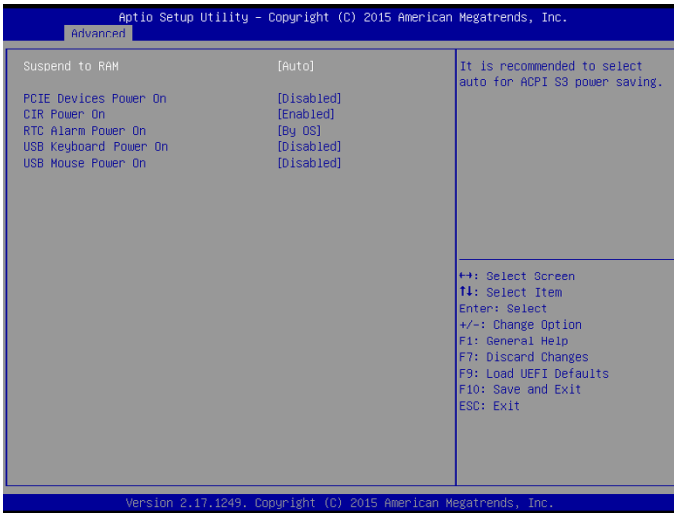 Aptio Setup Utility – Copyright (C) 2015 American Megatrends, Inc.
Advanced
Suspend to RAM [Auto]
PCIE Devices Power On [Disabled]
CIR Power On [Enabled]
RTC Alarm Power On [By OS]
USB Keyboard Power On [Disabled]
USB Mouse Power On [Disabled]
It is recommended to select
auto for ACPI S3 power saving.
↔: Select Screen
↑↓: Select Item
Enter: Select
+/-: Change Option
F1: General Help
F7: Discard Changes
F9: Load UEFI Defaults
F10: Save and Exit
ESC: Exit
Version 2.17.1249. Copyright (C) 2015 American Megatrends, Inc.